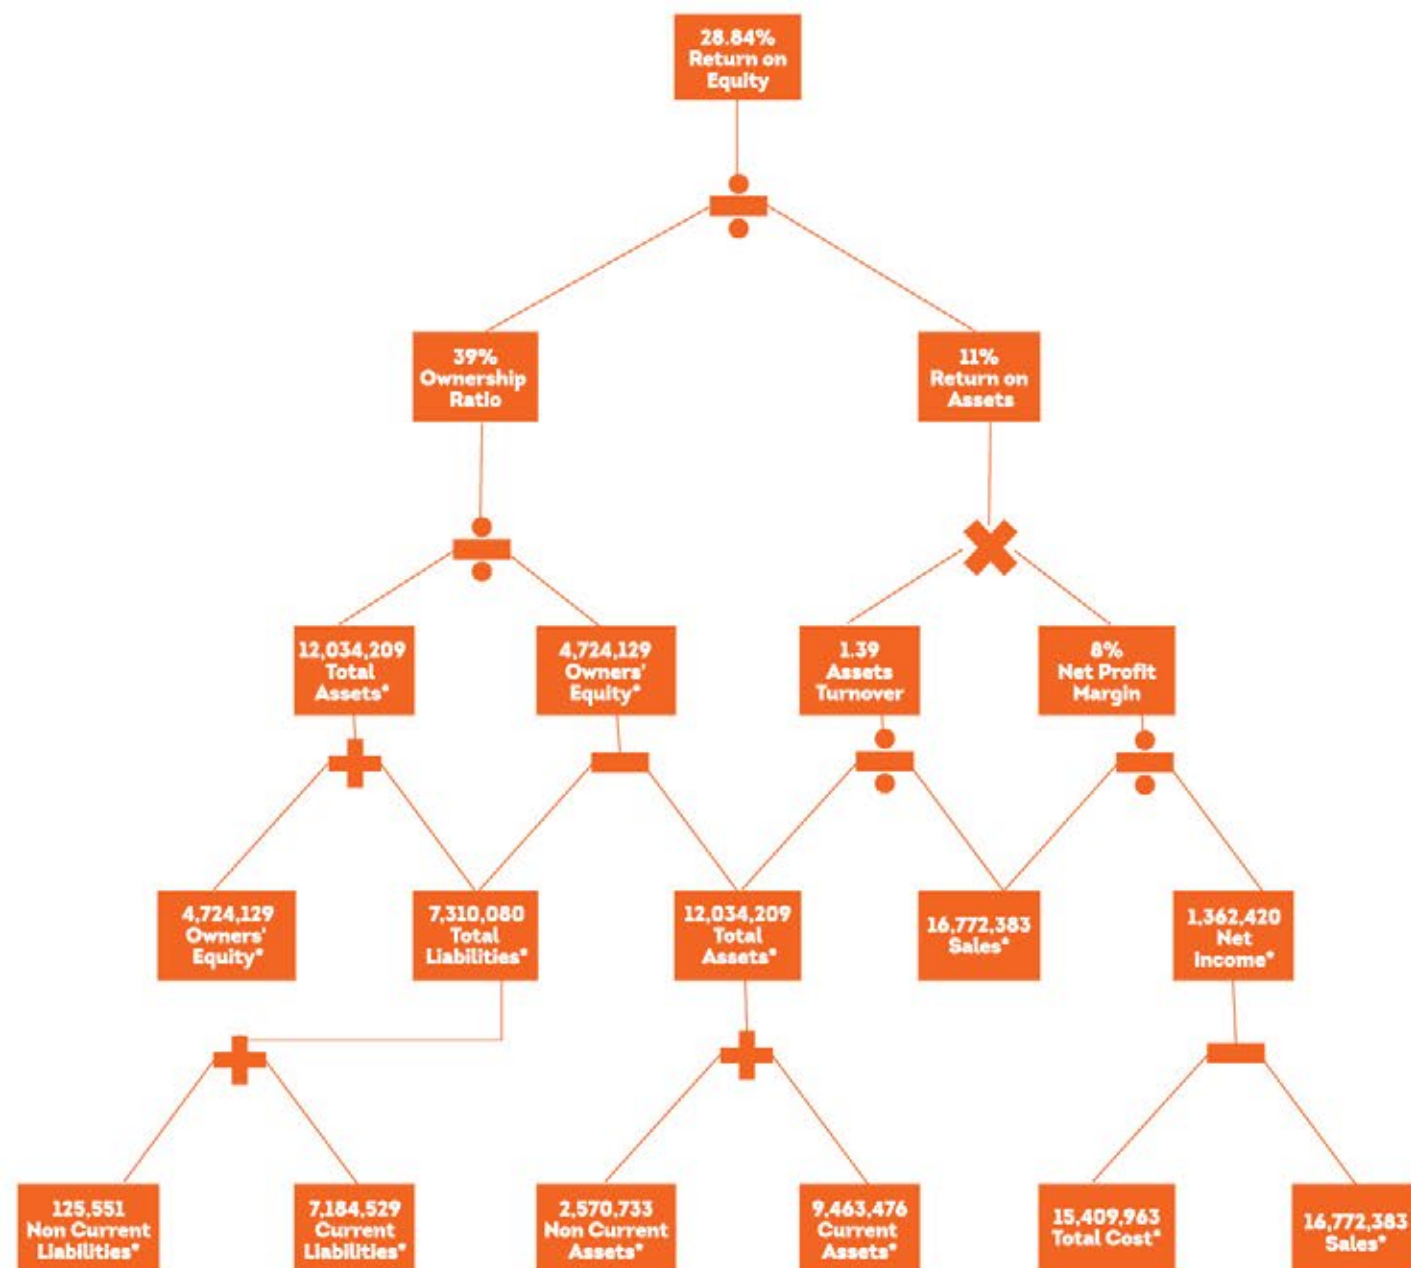 28.84%
Return on
Equity
39%
Ownership
Ratio
11%
Return on
Assets
12,034,209
Total
Assets*
4,724,129
Owners'
Equity*
1.39
Assets
Turnover
8%
Net Profit
Margin
4,724,129
Owners'
Equity*
7,310,080
Total
Liabilities*
12,034,209
Total
Assets*
16,772,383
Sales*
1,362,420
Net
Income*
125,551
Non Current
Liabilities*
7,184,529
Current
Liabilities*
2,570,733
Non Current
Assets*
9,463,476
Current
Assets*
15,409,963
Total Cost*
16,772,383
Sales*